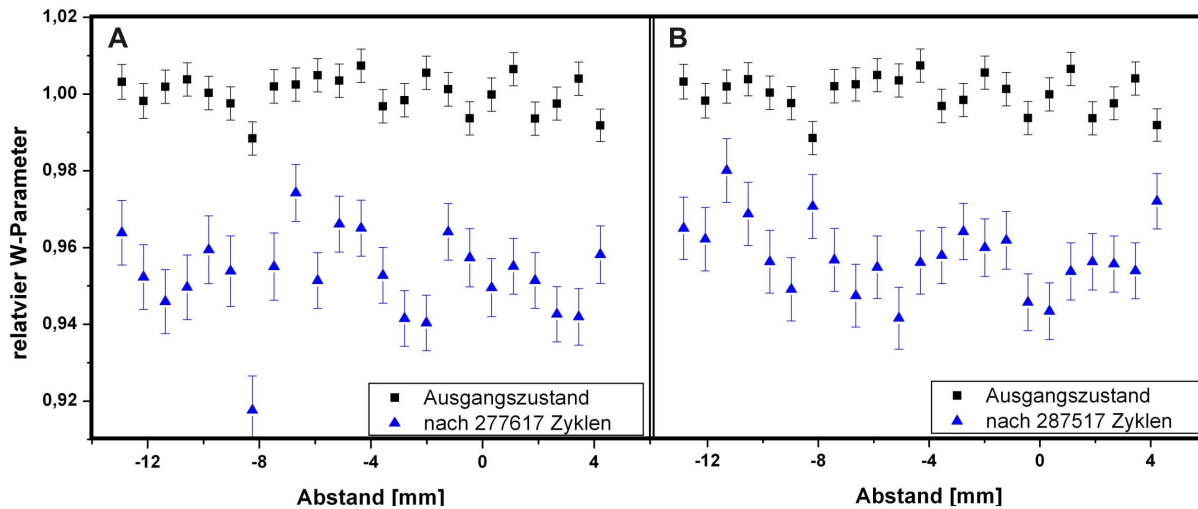 1,02
1,00
0,98
0,96
0,94
0,92
relatvier W-Parameter
A
Ausgangszustand
nach 277617 Zyklen
-12 -8 -4 0 4
Abstand [mm]
B
Ausgangszustand
nach 287517 Zyklen
-12 -8 -4 0 4
Abstand [mm]